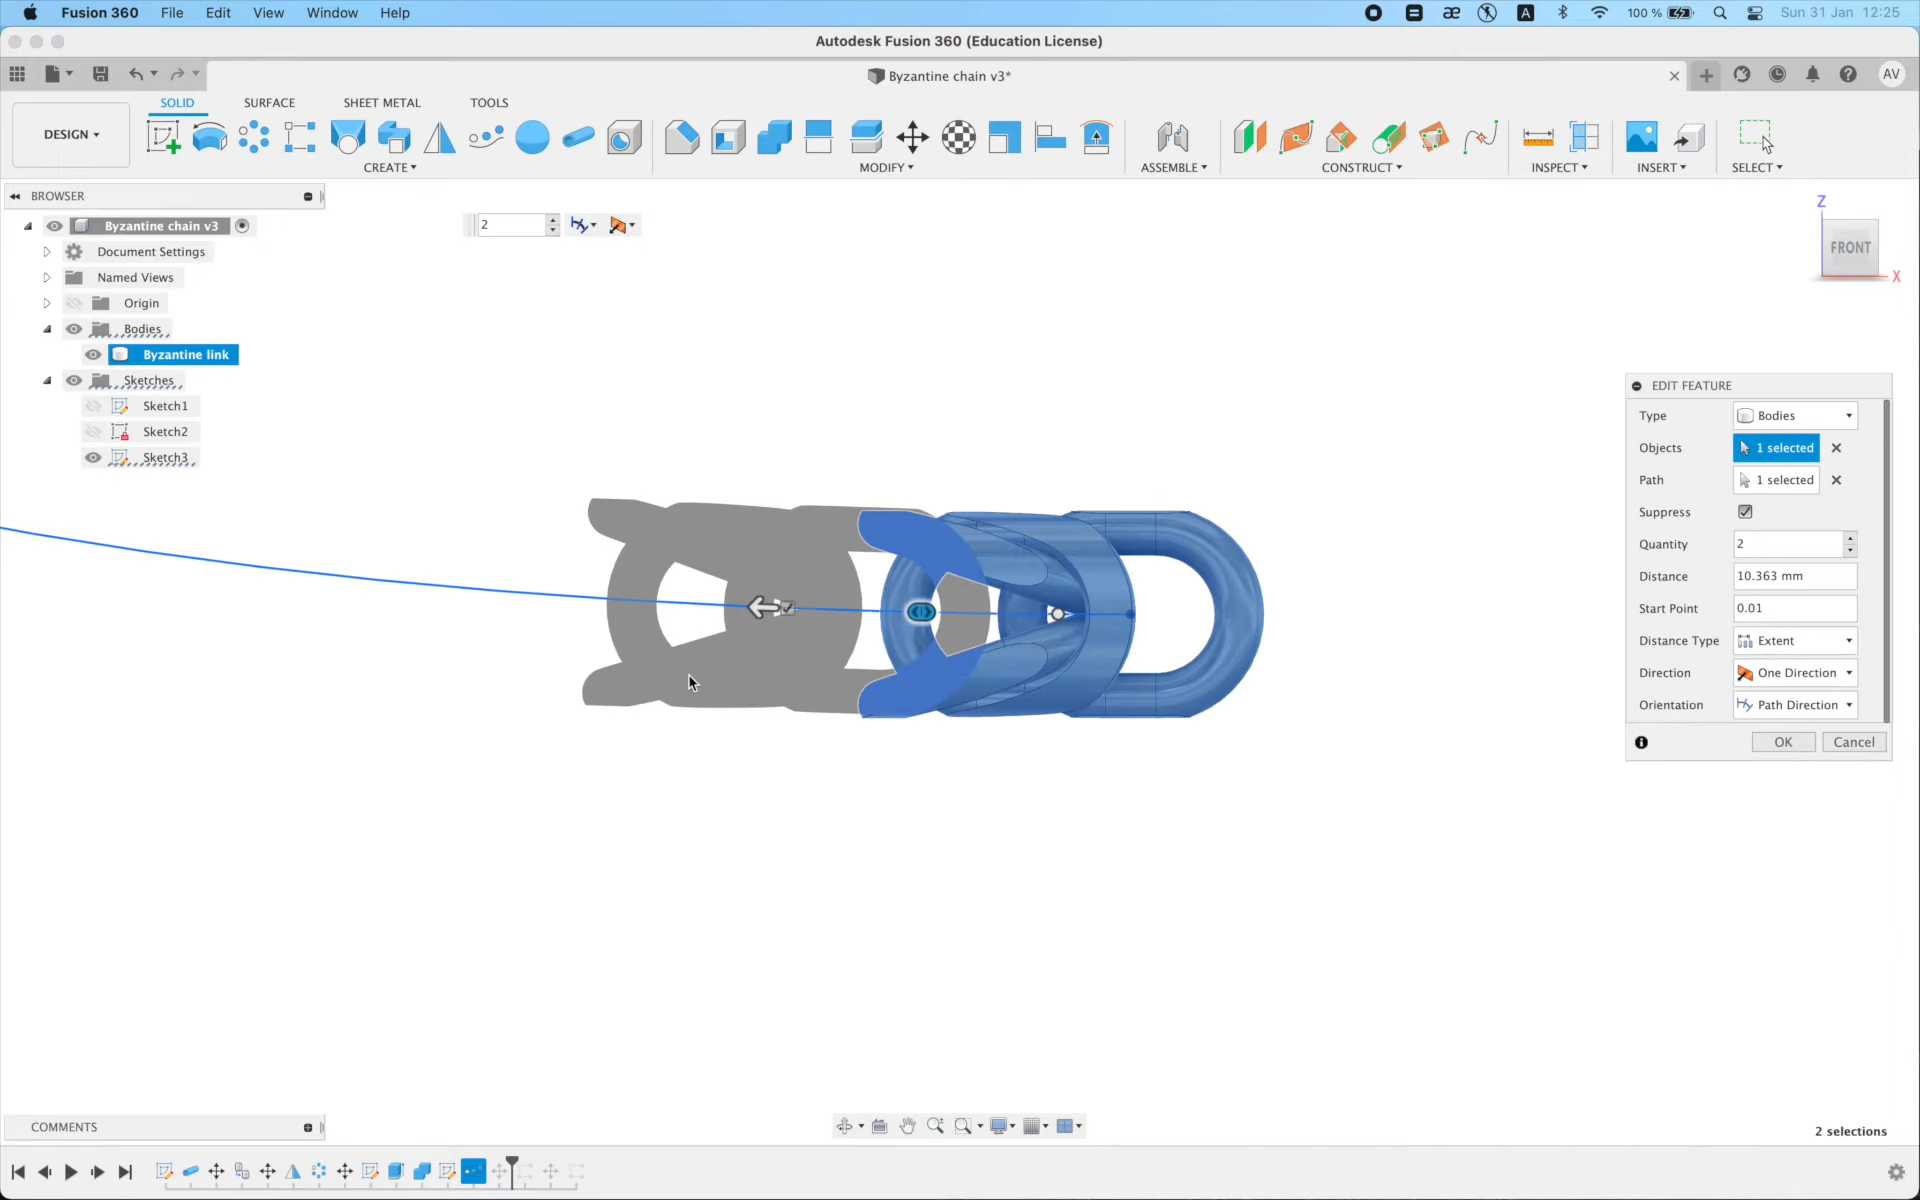 Fusion 360 File Edit View Window Help
æ A 100 % Sun 31 Jan 12:25
Autodesk Fusion 360 (Education License)
Byzantine chain v3*
AV
DESIGN
SOLID SURFACE SHEET METAL TOOLS
CREATE MODIFY ASSEMBLE CONSTRUCT INSPECT INSERT SELECT
BROWSER
Byzantine chain v3
Document Settings
Named Views
Origin
Bodies
Byzantine link
Sketches
Sketch1
Sketch2
Sketch3
2
Z
FRONT
X
EDIT FEATURE
Type Bodies
Objects 1 selected
Path 1 selected
Suppress
Quantity 2
Distance 10.363 mm
Start Point 0.01
Distance Type Extent
Direction One Direction
Orientation Path Direction
OK Cancel
COMMENTS
2 selections